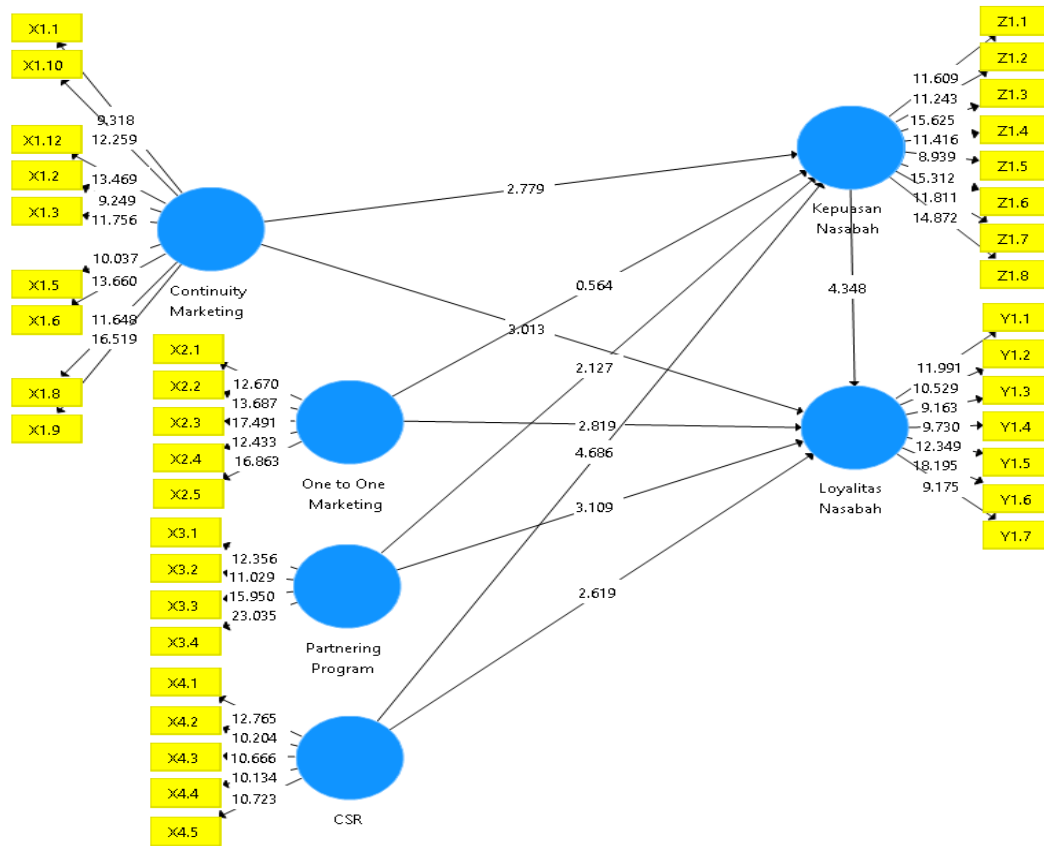 X1.1
X1.10
X1.12
X1.2
X1.3
X1.5
X1.6
X1.8
X1.9
9.318
12.259
13.469
9.249
11.756
10.037
13.660
11.648
16.519
Continuity
Marketing
X2.1
X2.2
X2.3
X2.4
X2.5
12.670
13.687
17.491
12.433
16.863
One to One
Marketing
X3.1
X3.2
X3.3
X3.4
12.356
11.029
15.950
23.035
Partnering
Program
X4.1
X4.2
X4.3
X4.4
X4.5
12.765
10.204
10.666
10.134
10.723
CSR
2.779
0.564
3.013
2.127
2.819
4.686
3.109
2.619
4.348
Kepuasan
Nasabah
11.609
11.243
15.625
11.416
8.939
15.312
11.811
14.872
Z1.1
Z1.2
Z1.3
Z1.4
Z1.5
Z1.6
Z1.7
Z1.8
Loyalitas
Nasabah
11.991
10.529
9.163
9.730
12.349
18.195
9.175
Y1.1
Y1.2
Y1.3
Y1.4
Y1.5
Y1.6
Y1.7